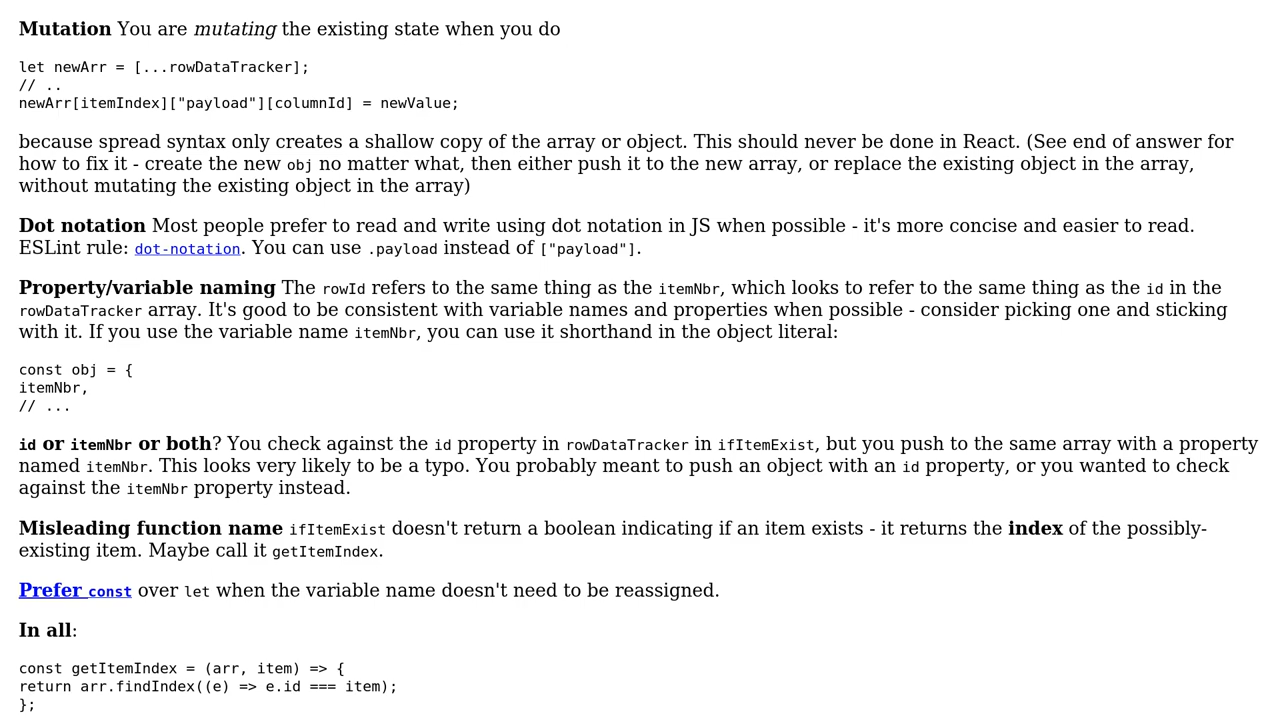 Mutation You are mutating the existing state when you do
let newArr = [...rowDataTracker];
// ..
newArr[itemIndex]["payload"][columnId] = newValue;
because spread syntax only creates a shallow copy of the array or object. This should never be done in React. (See end of answer for
how to fix it - create the new obj no matter what, then either push it to the new array, or replace the existing object in the array,
without mutating the existing object in the array)
Dot notation Most people prefer to read and write using dot notation in JS when possible - it's more concise and easier to read.
ESLint rule: dot-notation. You can use .payload instead of ["payload"].
Property/variable naming The rowId refers to the same thing as the itemNbr, which looks to refer to the same thing as the id in the
rowDataTracker array. It's good to be consistent with variable names and properties when possible - consider picking one and sticking
with it. If you use the variable name itemNbr, you can use it shorthand in the object literal:
const obj = {
itemNbr,
// ...
id or itemNbr or both? You check against the id property in rowDataTracker in ifItemExist, but you push to the same array with a property
named itemNbr. This looks very likely to be a typo. You probably meant to push an object with an id property, or you wanted to check
against the itemNbr property instead.
Misleading function name ifItemExist doesn't return a boolean indicating if an item exists - it returns the index of the possibly-
existing item. Maybe call it getItemIndex.
Prefer const over let when the variable name doesn't need to be reassigned.
In all:
const getItemIndex = (arr, item) => {
return arr.findIndex((e) => e.id === item);
};